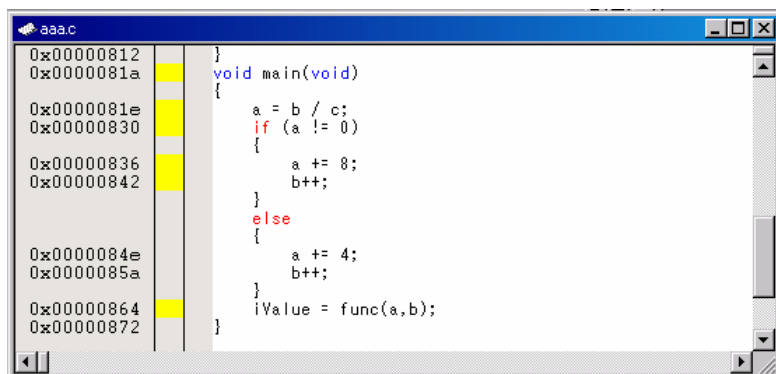 aaa.c
0x00000812 }
0x0000081a void main(void)
{
0x0000081e a = b / c;
0x00000830 if (a != 0)
{
0x00000836 a += 8;
0x00000842 b++;
}
else
{
0x0000084e a += 4;
0x0000085a b++;
}
0x00000864 iValue = func(a,b);
0x00000872 }